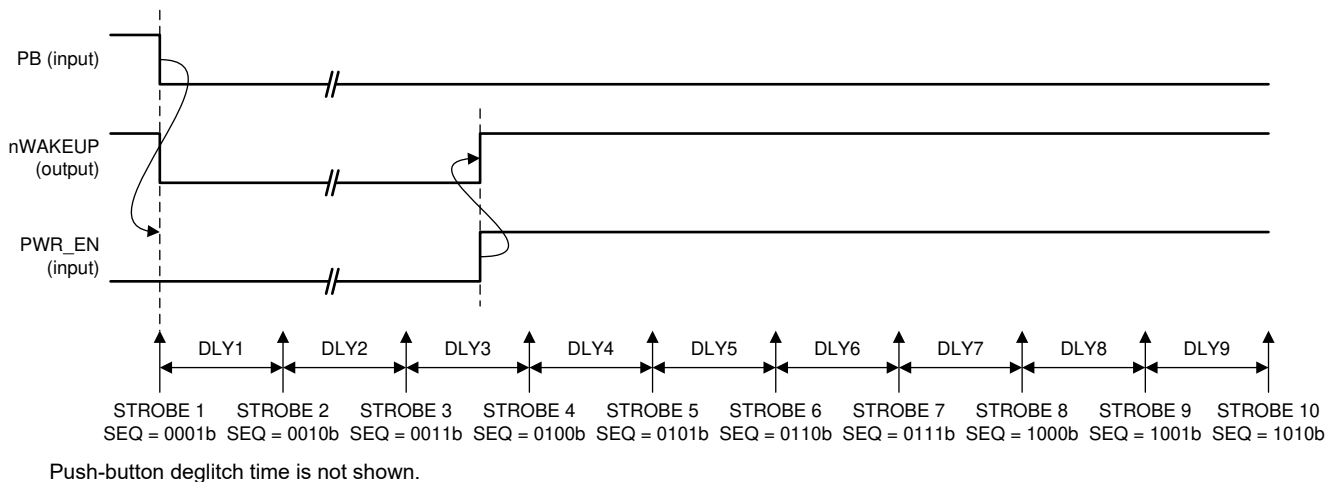 PB (input)
nWAKEUP
(output)
PWR_EN
(input)
DLY1 DLY2 DLY3 DLY4 DLY5 DLY6 DLY7 DLY8 DLY9
STROBE 1 STROBE 2 STROBE 3 STROBE 4 STROBE 5 STROBE 6 STROBE 7 STROBE 8 STROBE 9 STROBE 10
SEQ = 0001b SEQ = 0010b SEQ = 0011b SEQ = 0100b SEQ = 0101b SEQ = 0110b SEQ = 0111b SEQ = 1000b SEQ = 1001b SEQ = 1010b
Push-button deglitch time is not shown.